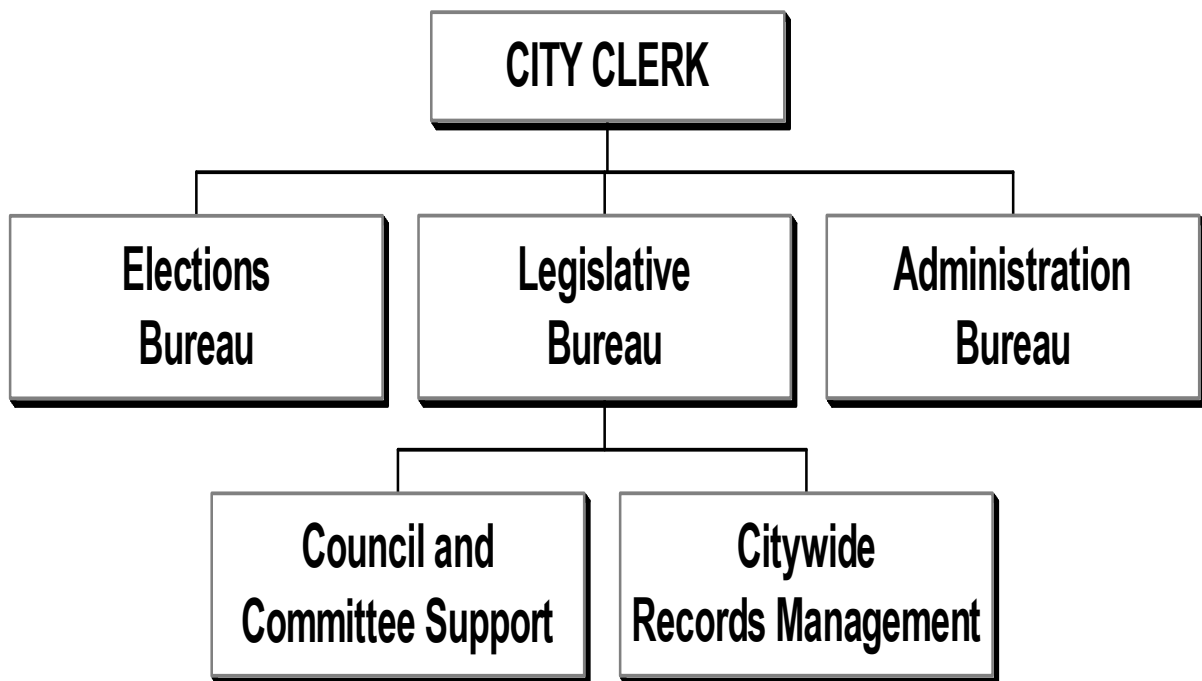 CITY CLERK
Elections
Bureau
Legislative
Bureau
Administration
Bureau
Council and
Committee Support
Citywide
Records Management